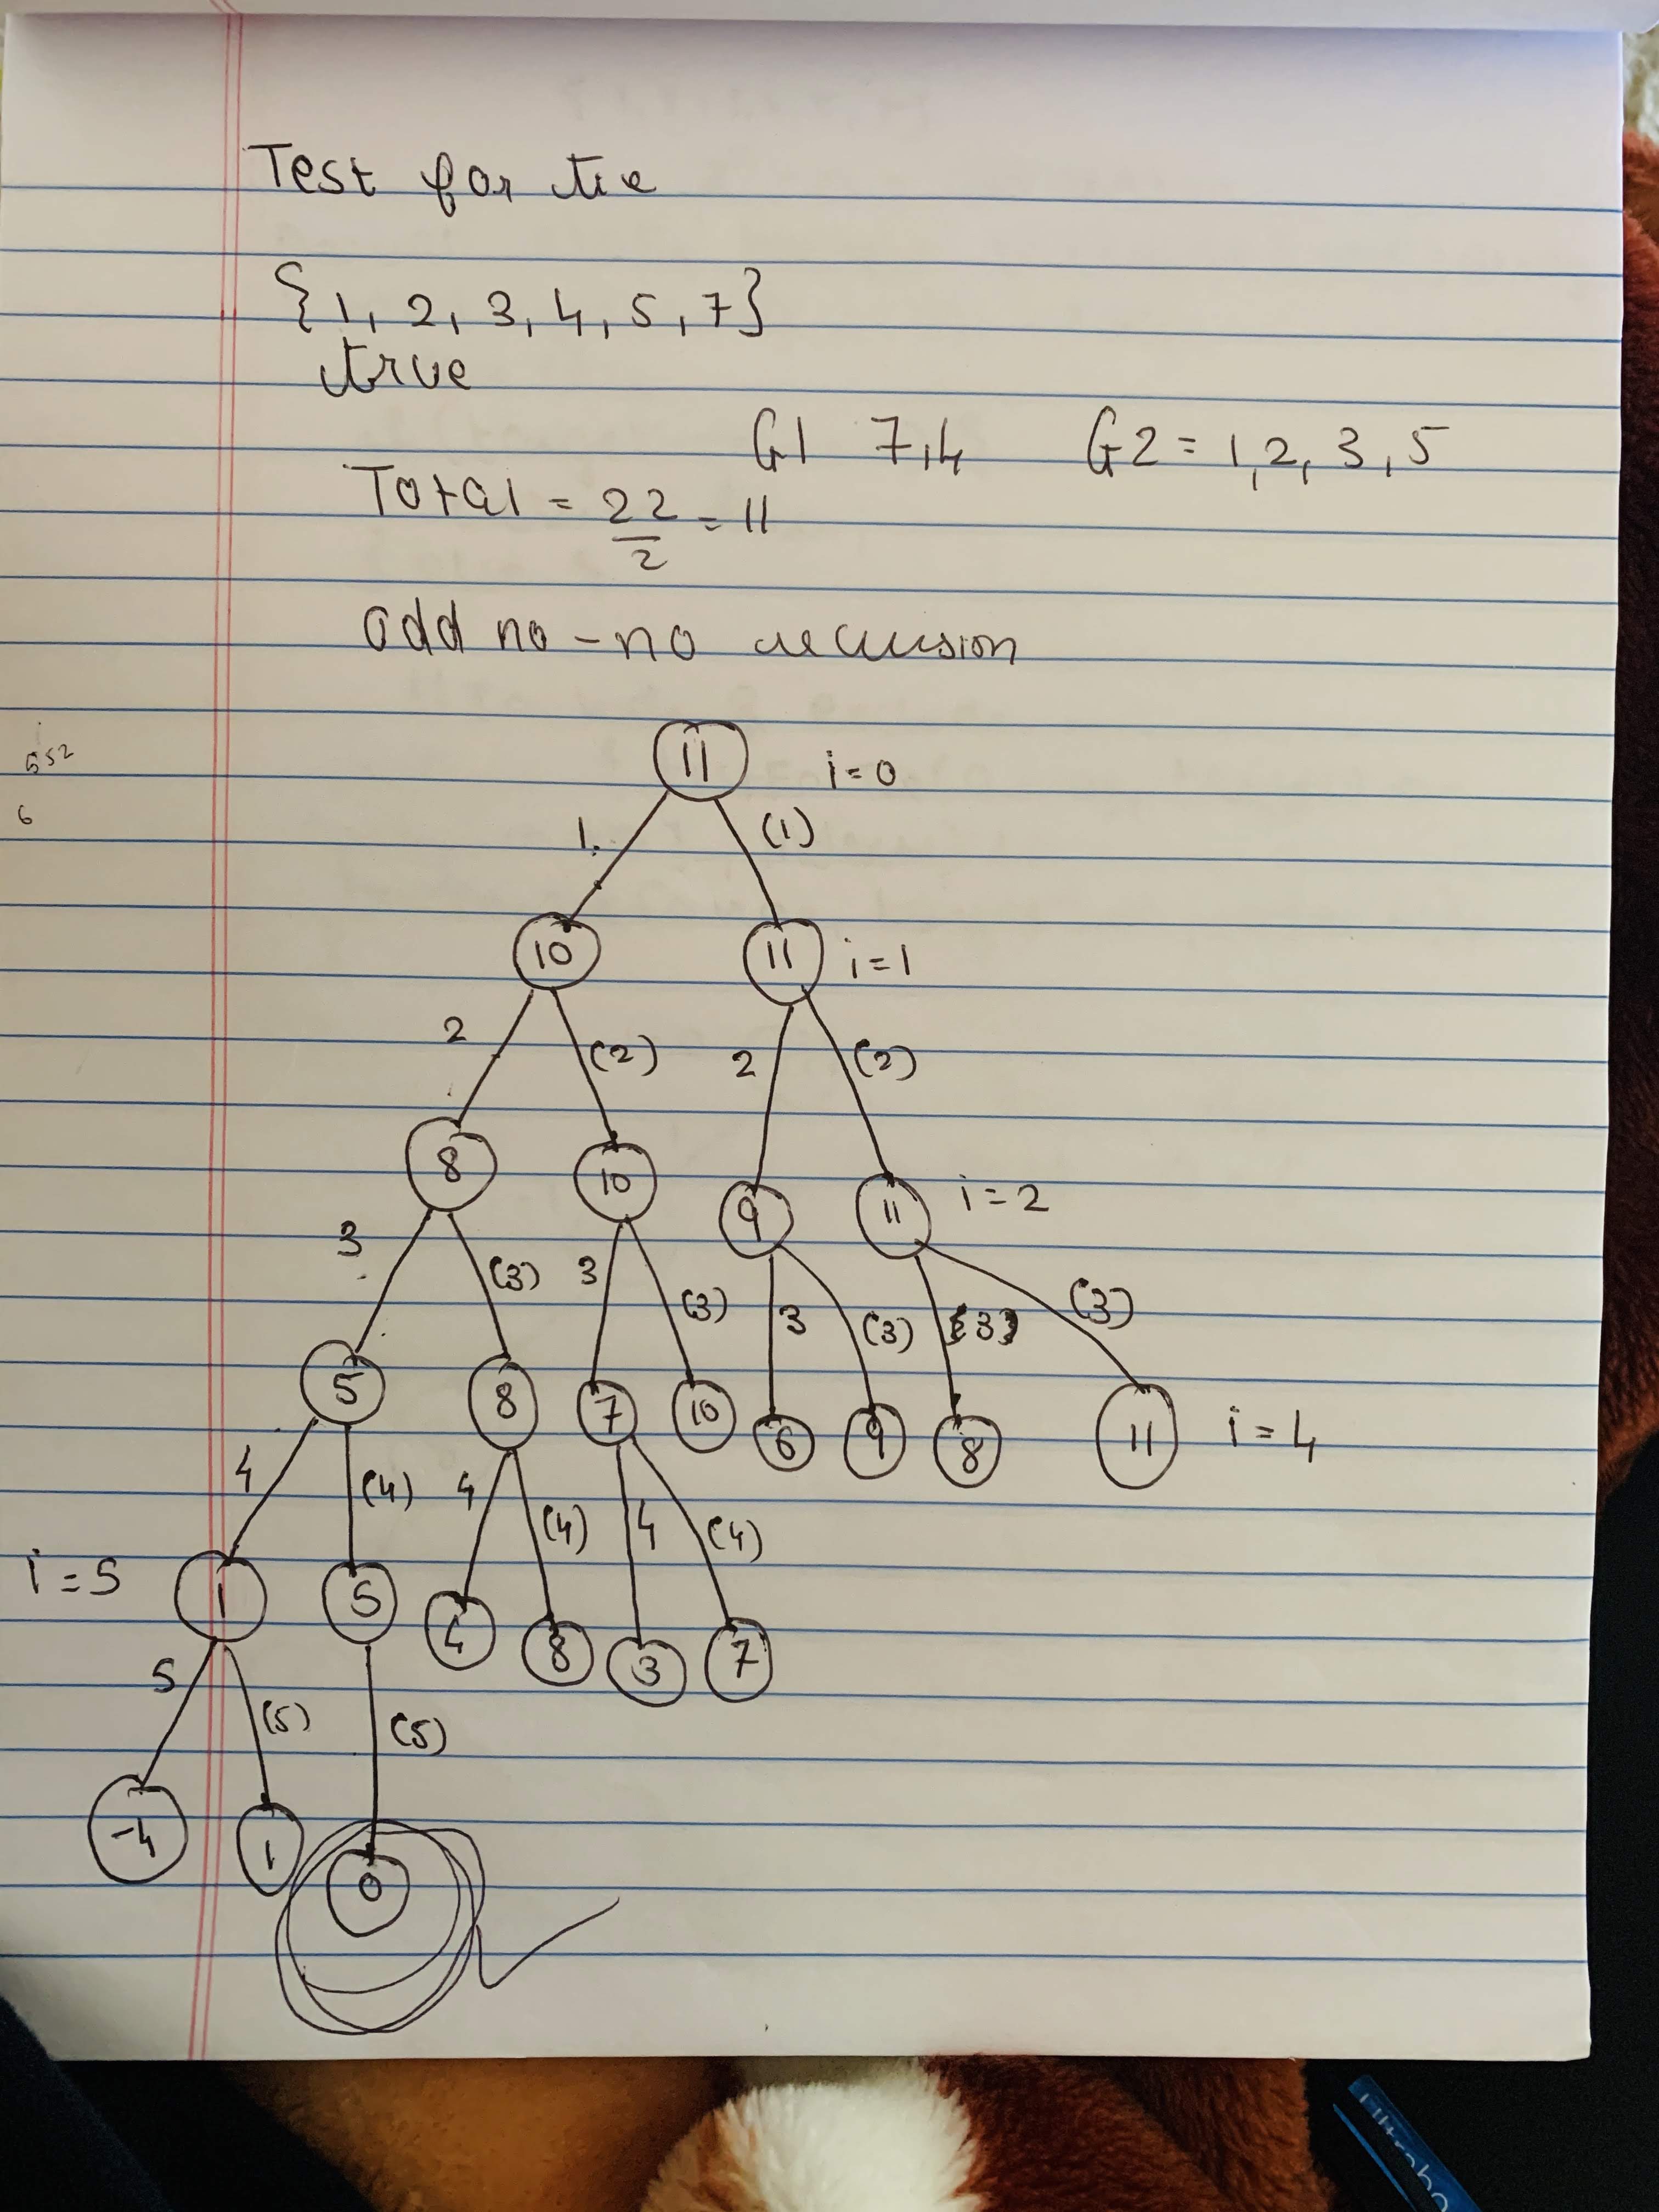 Test for tie
{1, 2, 3, 4, 5, 7}
true
G1 7,4 G2 = 1,2, 3,5
Total = 22/2 = 11
odd no - no recursion
11 i=0
1. (1)
10 11 i=1
2 (2) 2 (2)
8 10 9 11 i=2
3 (3) 3 (3) 3 (3) (3) (3)
5 8 7 10 6 9 8 11 i=4
4 (4) 4 (4) 4 (4)
i=5 1 5 4 8 3 7
5 (5) (5)
-4 1 0
6